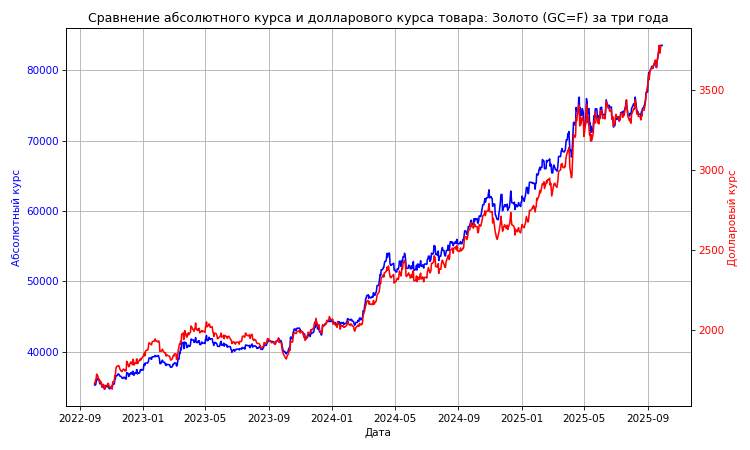 Сравнение абсолютного курса и долларового курса товара: Золото (GC=F) за три года
80000
70000
60000
50000
40000
Абсолютный курс
3500
3000
2500
2000
Долларовый курс
2022-09 2023-01 2023-05 2023-09 2024-01 2024-05 2024-09 2025-01 2025-05 2025-09
Дата